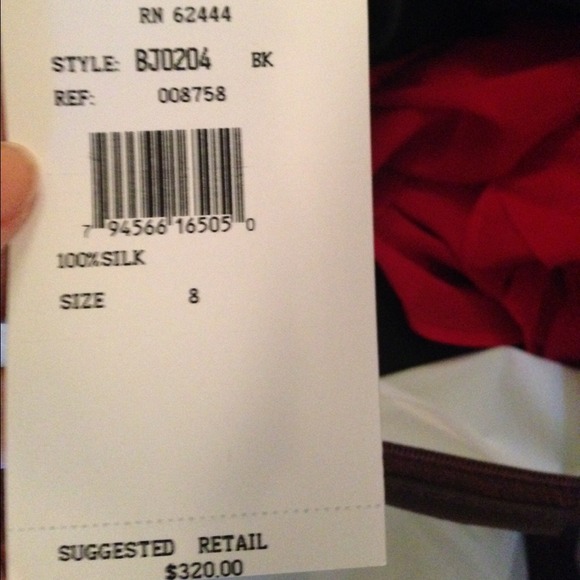 RN 62444
STYLE: BJ0204 BK
REF: 008758
7 94566 16505 0
100%SILK
SIZE 8
SUGGESTED RETAIL
$320.00